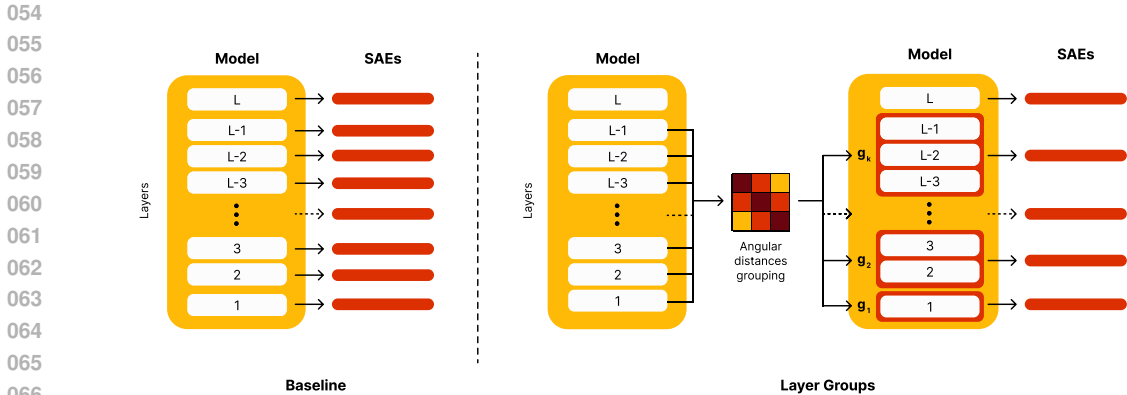 054
055
056
057
058
059
060
061
062
063
064
065
066
Model
SAEs
Layers
L
L-1
L-2
L-3
3
2
1
Baseline
Model
Layers
L
L-1
L-2
L-3
3
2
1
Angular
distances
grouping
Model
SAEs
L
L-1
L-2
L-3
3
2
1
gk
g2
g1
Layer Groups